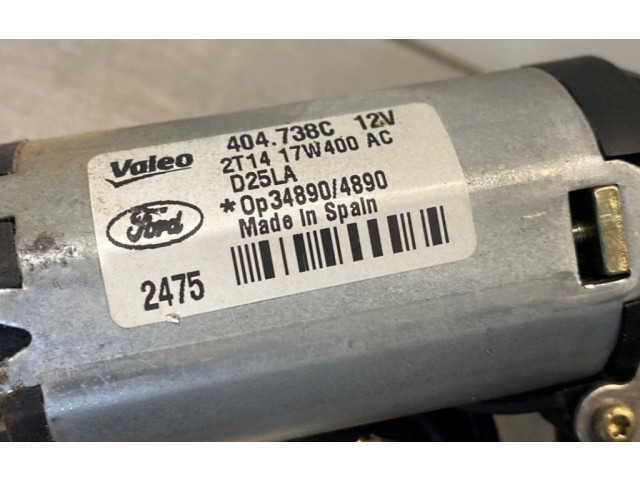 Valeo 404.738C 12V
2T14 17W400 AC
D25LA
Ford *Op34890/4890
Made In Spain
2475